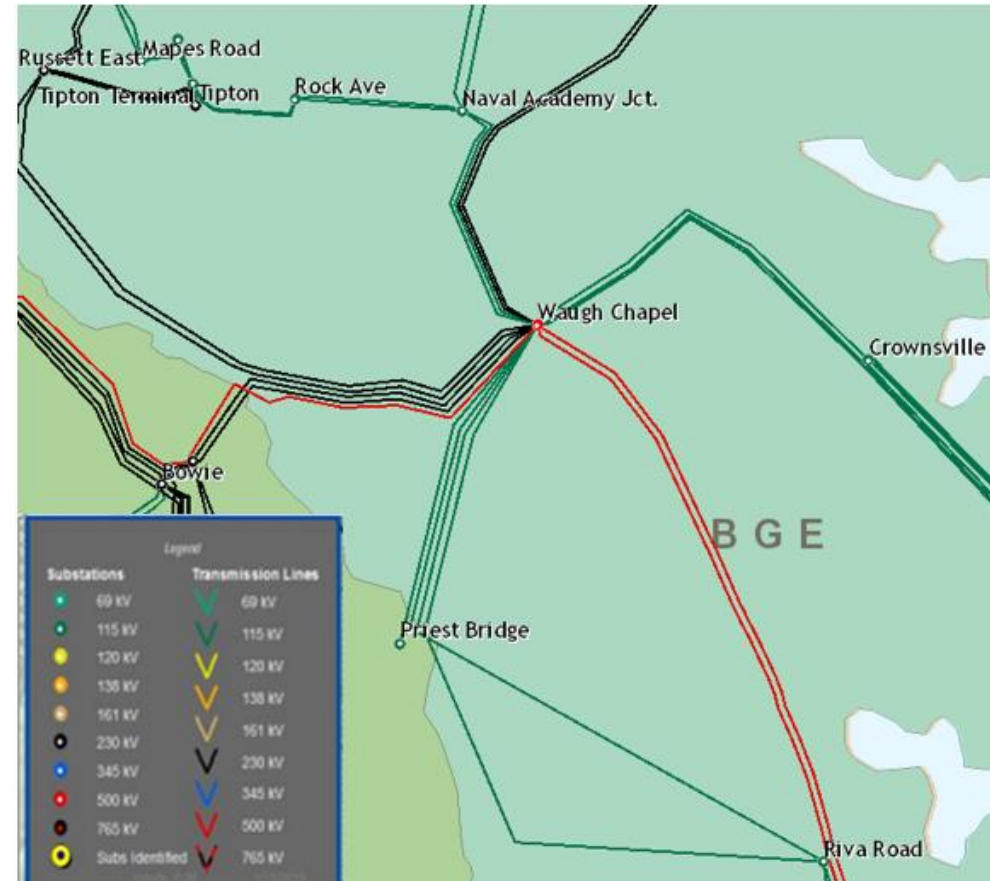 Mapes Road
Russett East
Tipton Terminal
Tipton
Rock Ave
Naval Academy Jct.
Waugh Chapel
Crownsville
Bowie
B G E
Priest Bridge
Riva Road
Legend
Substations Transmission Lines
69 kV 69 kV
115 kV 115 kV
120 kV 120 kV
138 kV 138 kV
161 kV 161 kV
230 kV 230 kV
345 kV 345 kV
500 kV 500 kV
765 kV 765 kV
Subs Identified